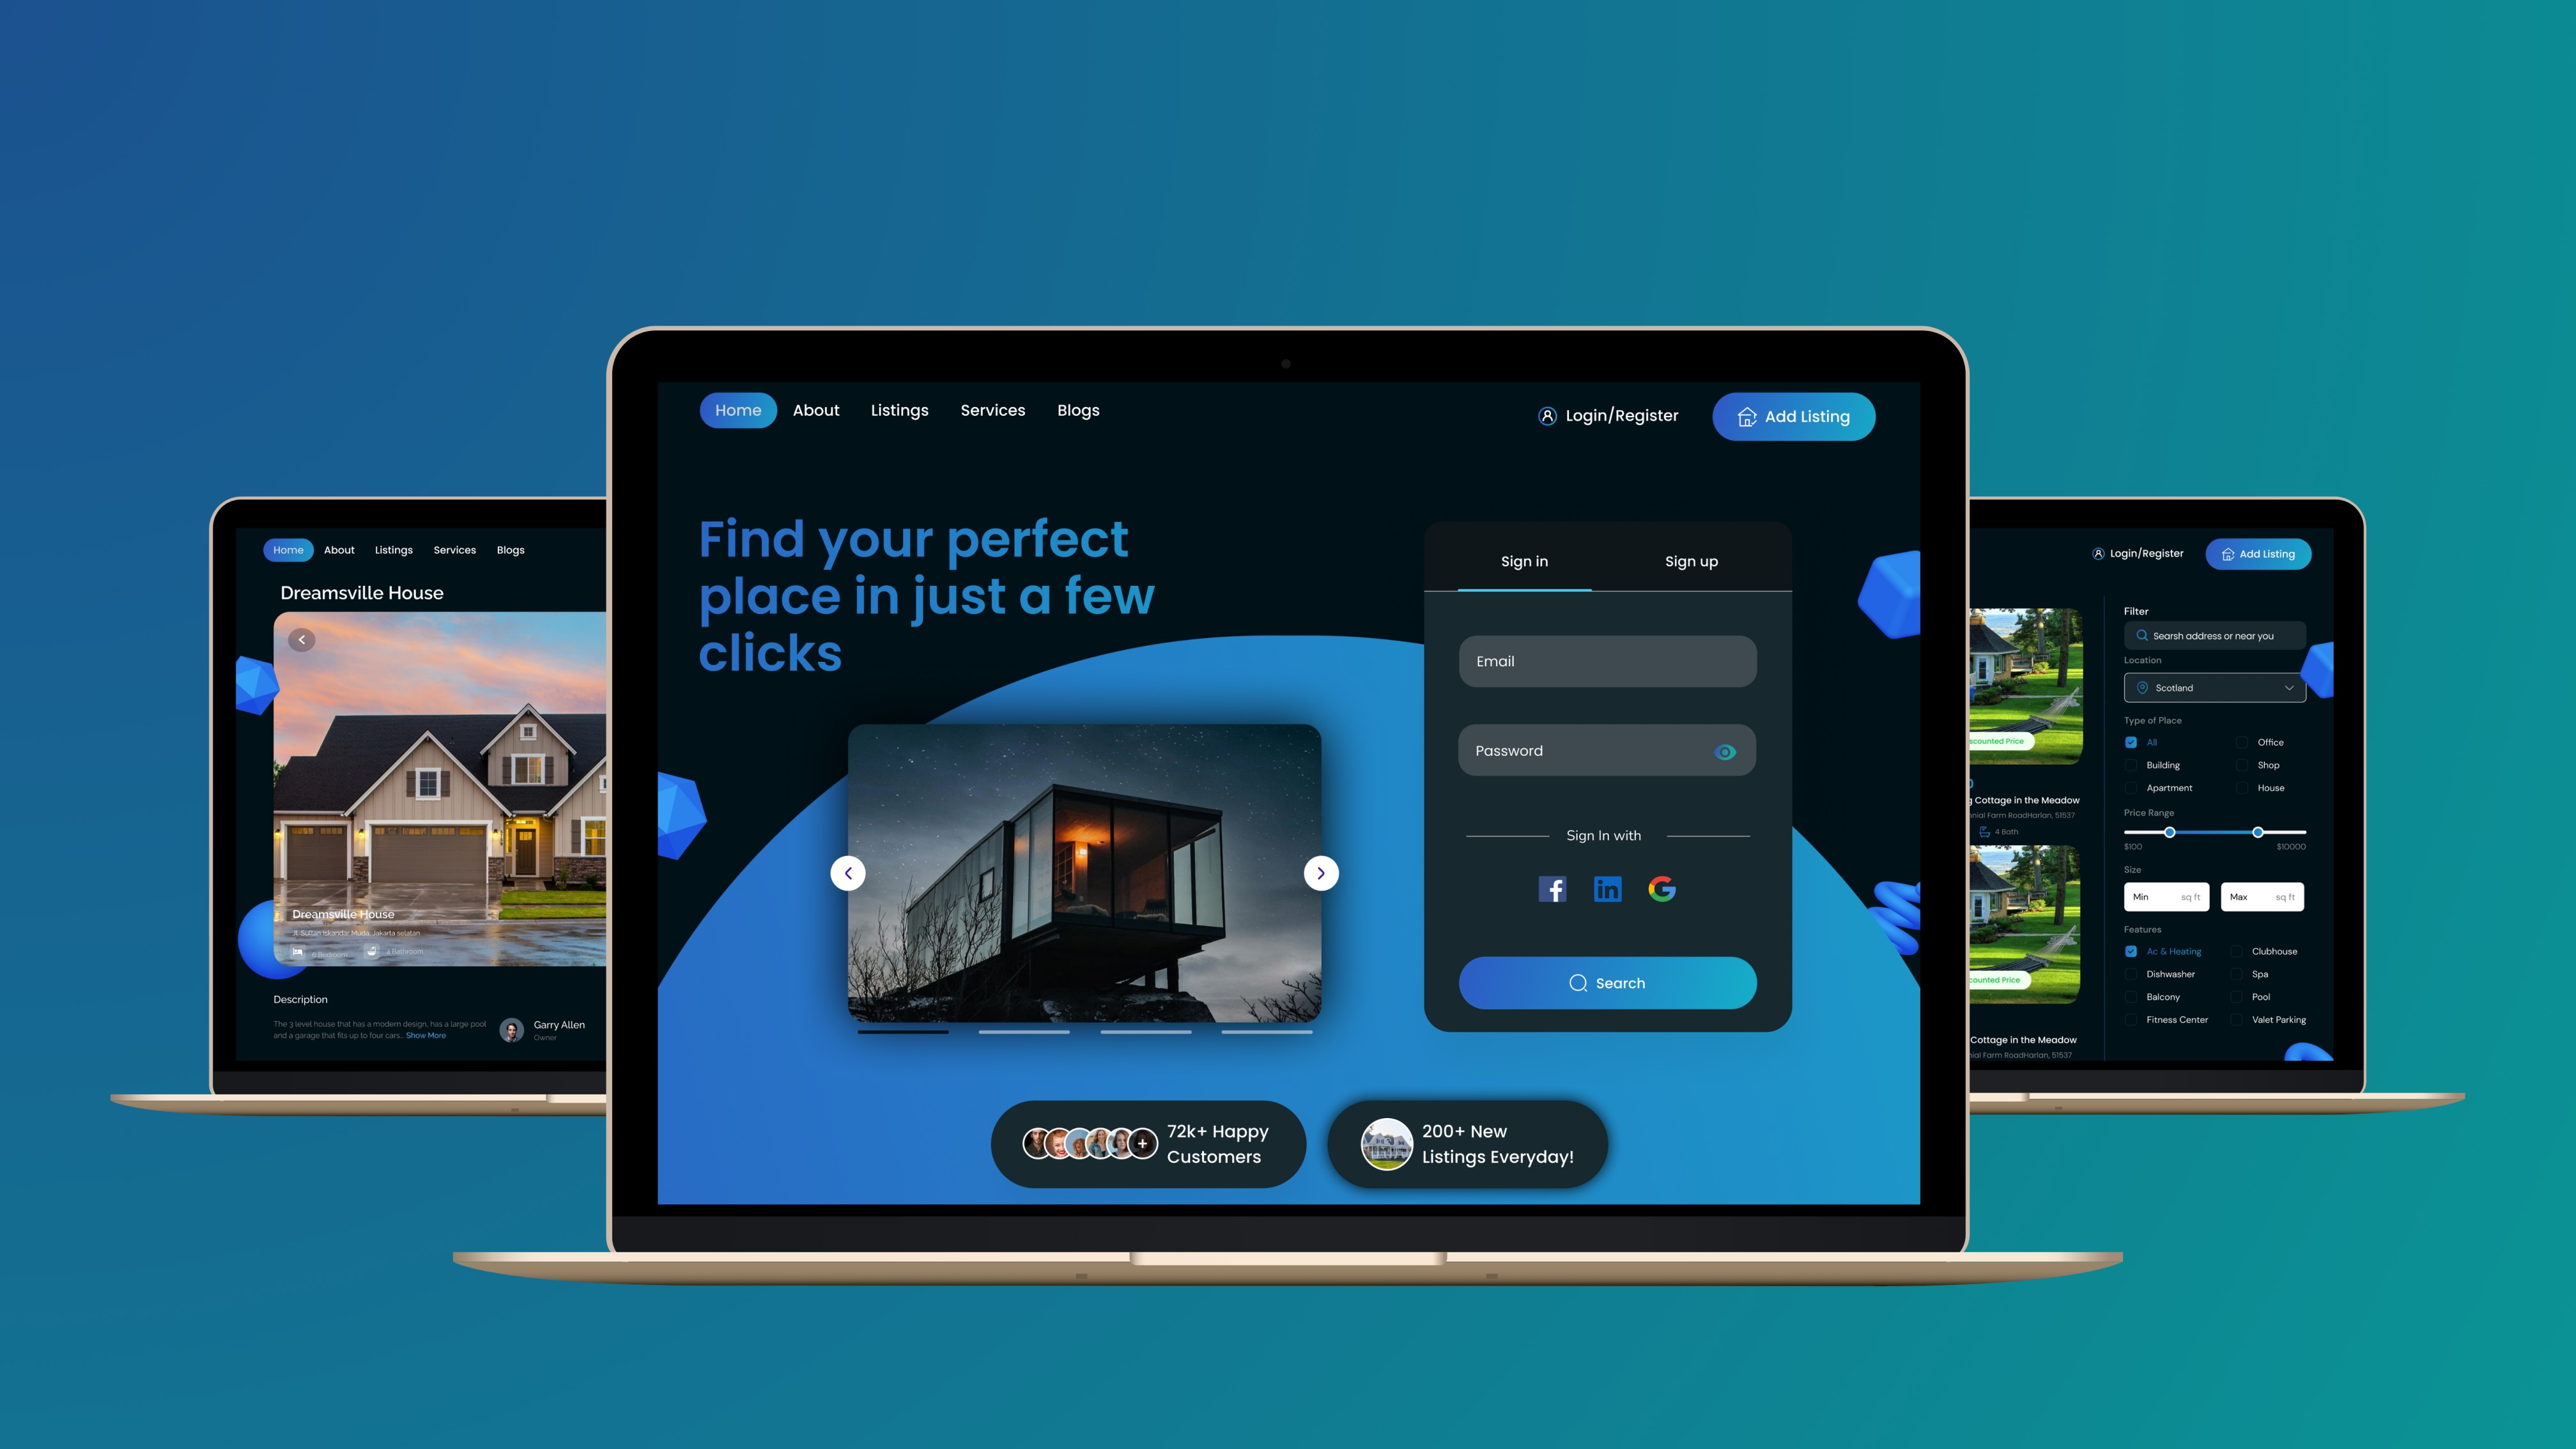 Home About Listings Services Blogs
Dreamsville House
Dreamsville House
Jl. Sultan Iskandar Muda, Jakarta selatan
6 Bedroom
4 Bathroom
Description
The 3 level house that has a modern design, has a large pool
and a garage that fits up to four cars... Show More
Garry Allen
Owner
Home About Listings Services Blogs
Login/Register
Add Listing
Find your perfect
place in just a few
clicks
Sign in Sign up
Email
Password
Sign In with
Search
72k+ Happy
Customers
200+ New
Listings Everyday!
Login/Register
Add Listing
counted Price
Cottage in the Meadow
nial Farm RoadHarlan, 51537
4 Bath
counted Price
Cottage in the Meadow
nial Farm RoadHarlan, 51537
Filter
Searsh address or near you
Location
Scotland
Type of Place
All Office
Building Shop
Apartment House
Price Range
$100 $10000
Size
Min sq ft Max sq ft
Features
Ac & Heating Clubhouse
Dishwasher Spa
Balcony Pool
Fitness Center Valet Parking